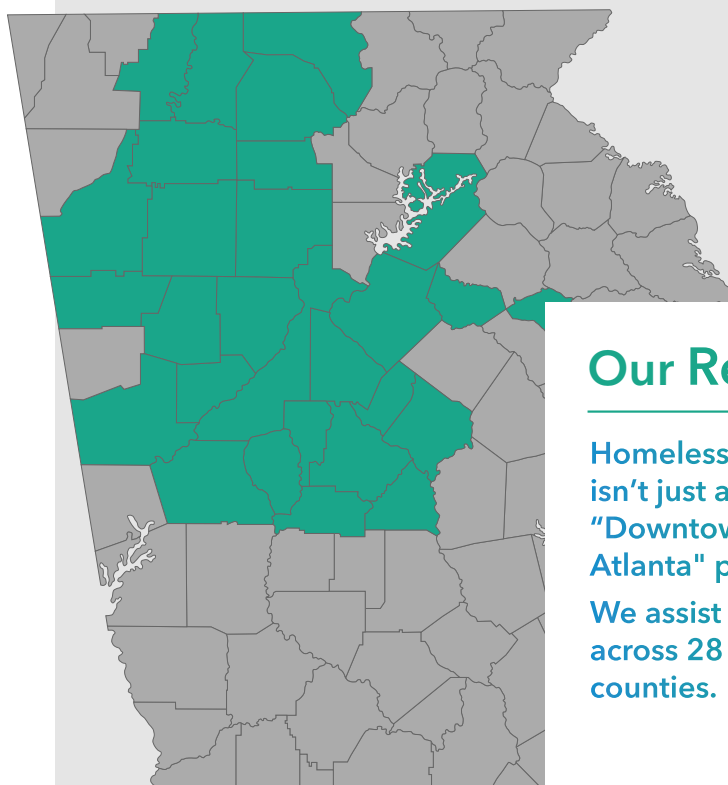 Our Re
Homeless
isn’t just a
“Downtow
Atlanta" p
We assist
across 28
counties.